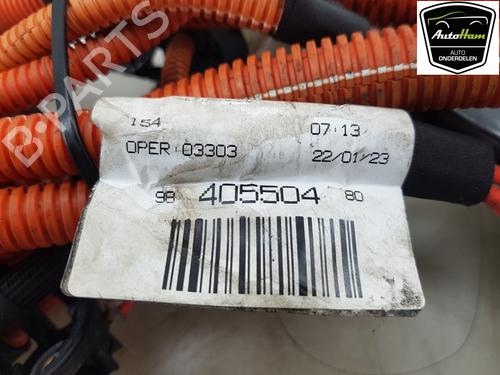 AutoHam
AUTO
ONDERDELEN
B-PARTS
154
07:13
OPER:03303
22/01/23
98 405504 80